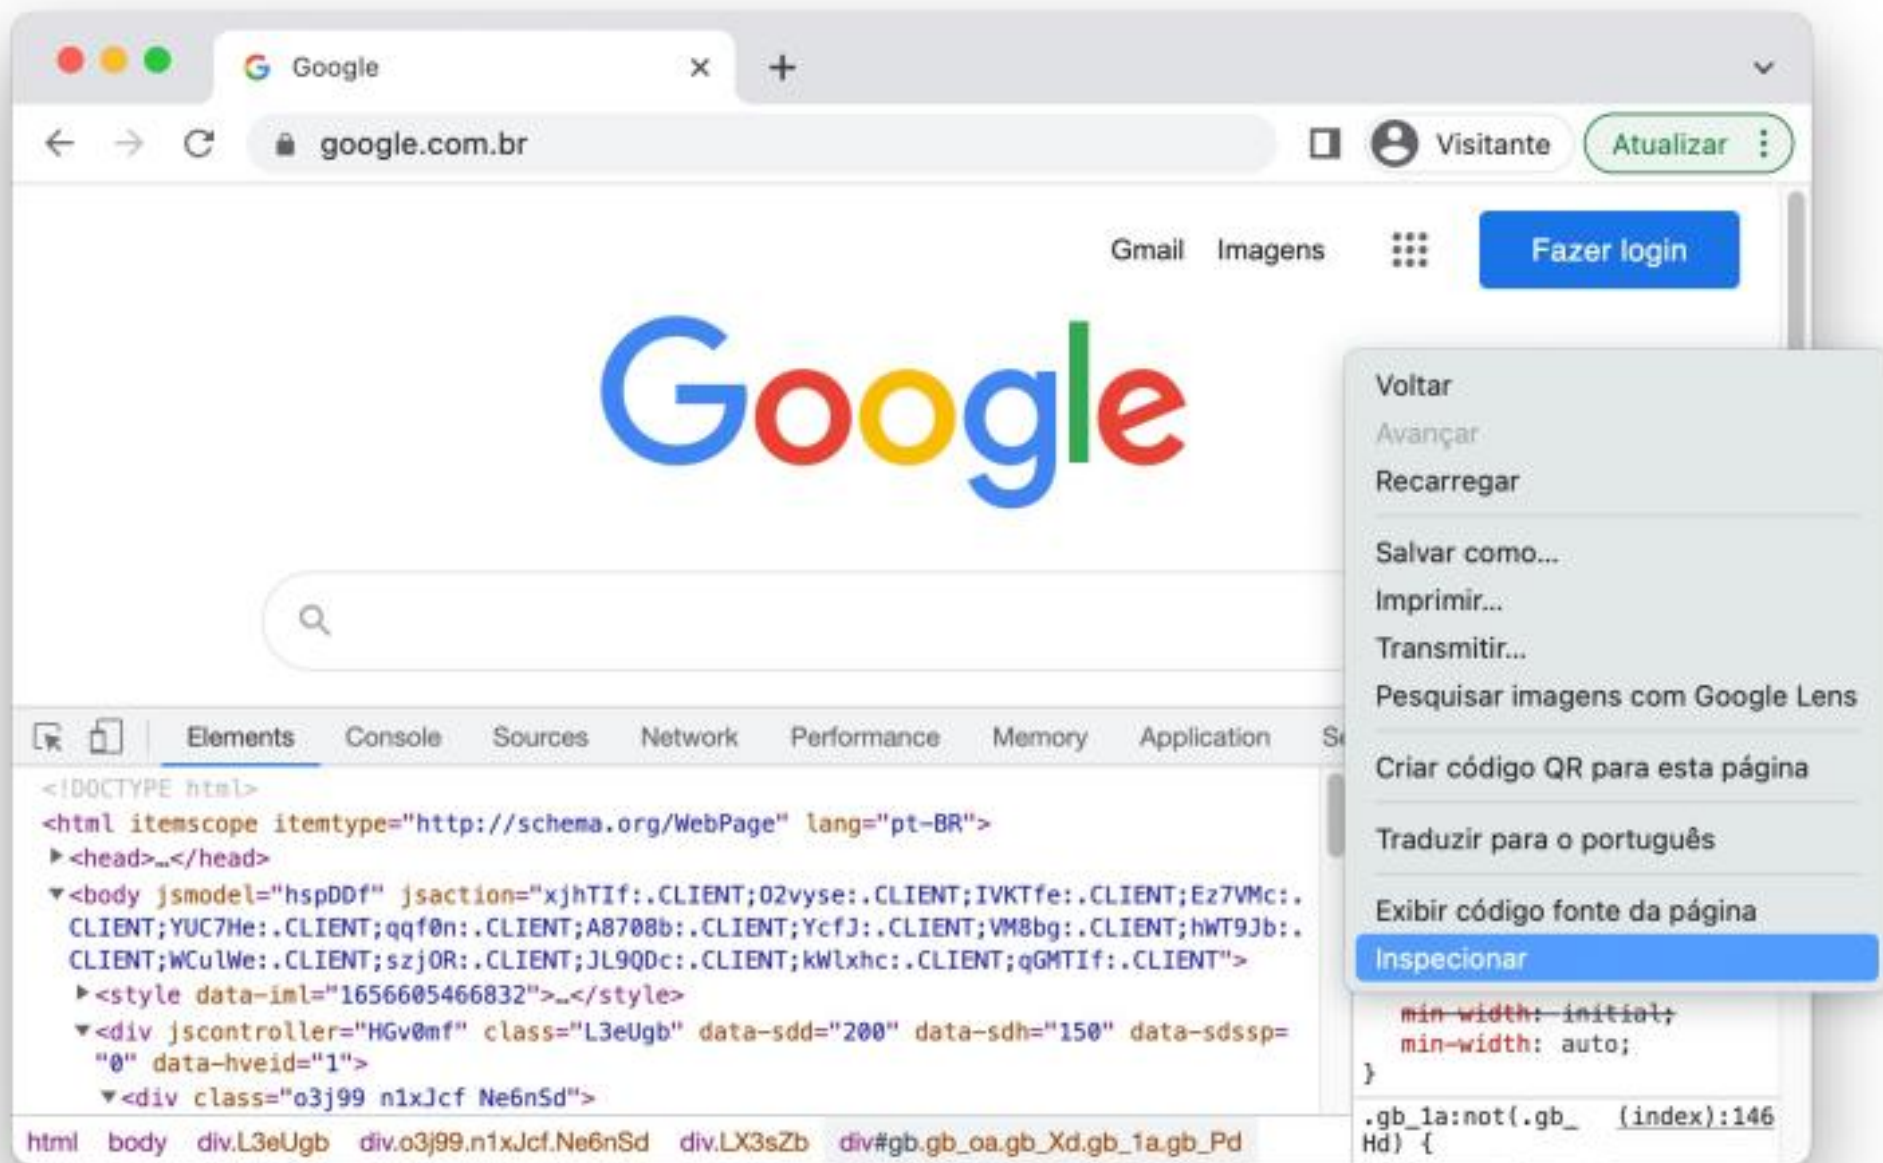 Google
google.com.br
Visitante
Atualizar
Gmail Imagens
Fazer login
Google
Voltar
Avançar
Recarregar
Salvar como...
Imprimir...
Transmitir...
Pesquisar imagens com Google Lens
Criar código QR para esta página
Traduzir para o português
Exibir código fonte da página
Inspecionar
Elements Console Sources Network Performance Memory Application
<!DOCTYPE html>
<html itemscope itemtype="http://schema.org/WebPage" lang="pt-BR">
<head>…</head>
<body jsmodel="hspDDf" jsaction="xjhTIf:.CLIENT;O2vyse:.CLIENT;IVKTfe:.CLIENT;Ez7VMc:.
CLIENT;YUC7He:.CLIENT;qqf0n:.CLIENT;A8708b:.CLIENT;YcfJ:.CLIENT;VM8bg:.CLIENT;hWT9Jb:.
CLIENT;WCulWe:.CLIENT;szjOR:.CLIENT;JL9QDc:.CLIENT;kWlxhc:.CLIENT;qGMTIf:.CLIENT">
<style data-iml="1656605466832">…</style>
<div jscontroller="HGv0mf" class="L3eUgb" data-sdd="200" data-sdh="150" data-sdssp=
"0" data-hveid="1">
<div class="o3j99 n1xJcf Ne6nSd">
html body div.L3eUgb div.o3j99.n1xJcf.Ne6nSd div.LX3sZb div#gb.gb_oa.gb_Xd.gb_1a.gb_Pd
min-width: initial;
min-width: auto;
}
.gb_1a:not(.gb_ (index):146
Hd) {